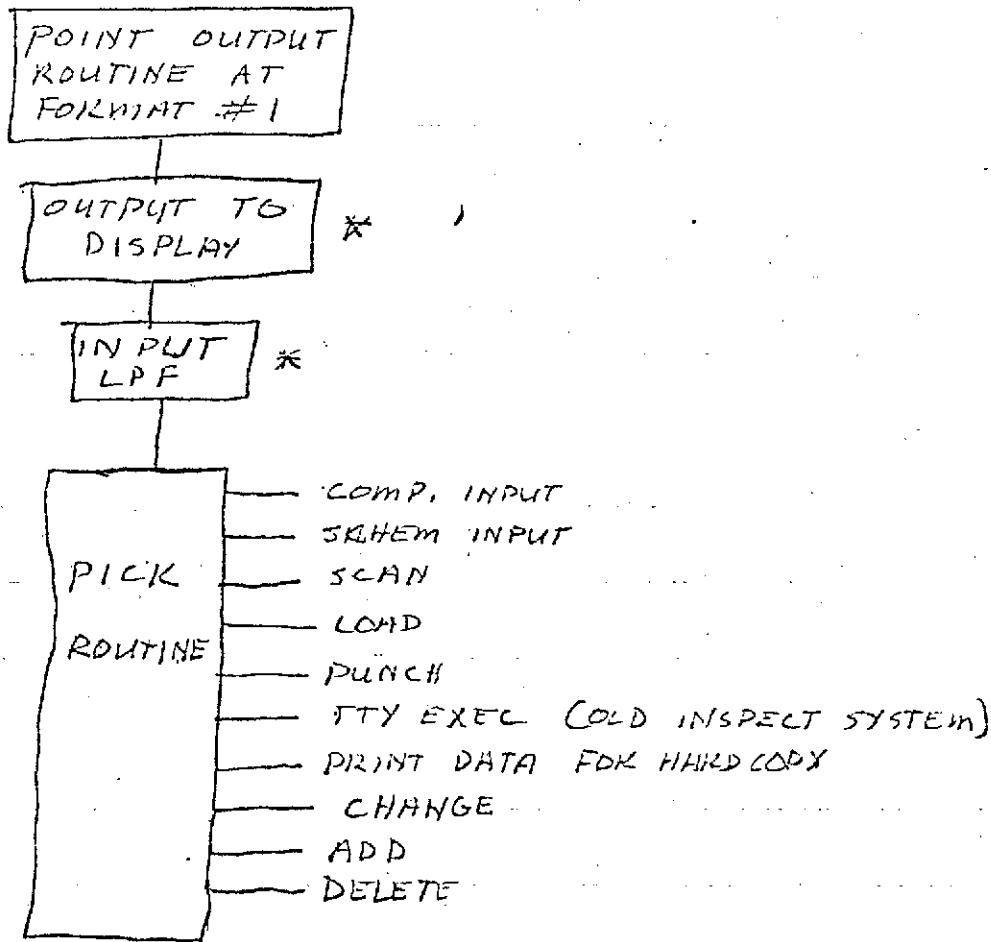 POINT OUTPUT
ROUTINE AT
FORMAT #1
OUTPUT TO
DISPLAY *
INPUT *
LPF
PICK
ROUTINE
COMP. INPUT
SKHEM INPUT
SCAN
LOAD
PUNCH
TTY EXEC (OLD INSPECT SYSTEM)
PRINT DATA FOR HARDCOPY
CHANGE
ADD
DELETE